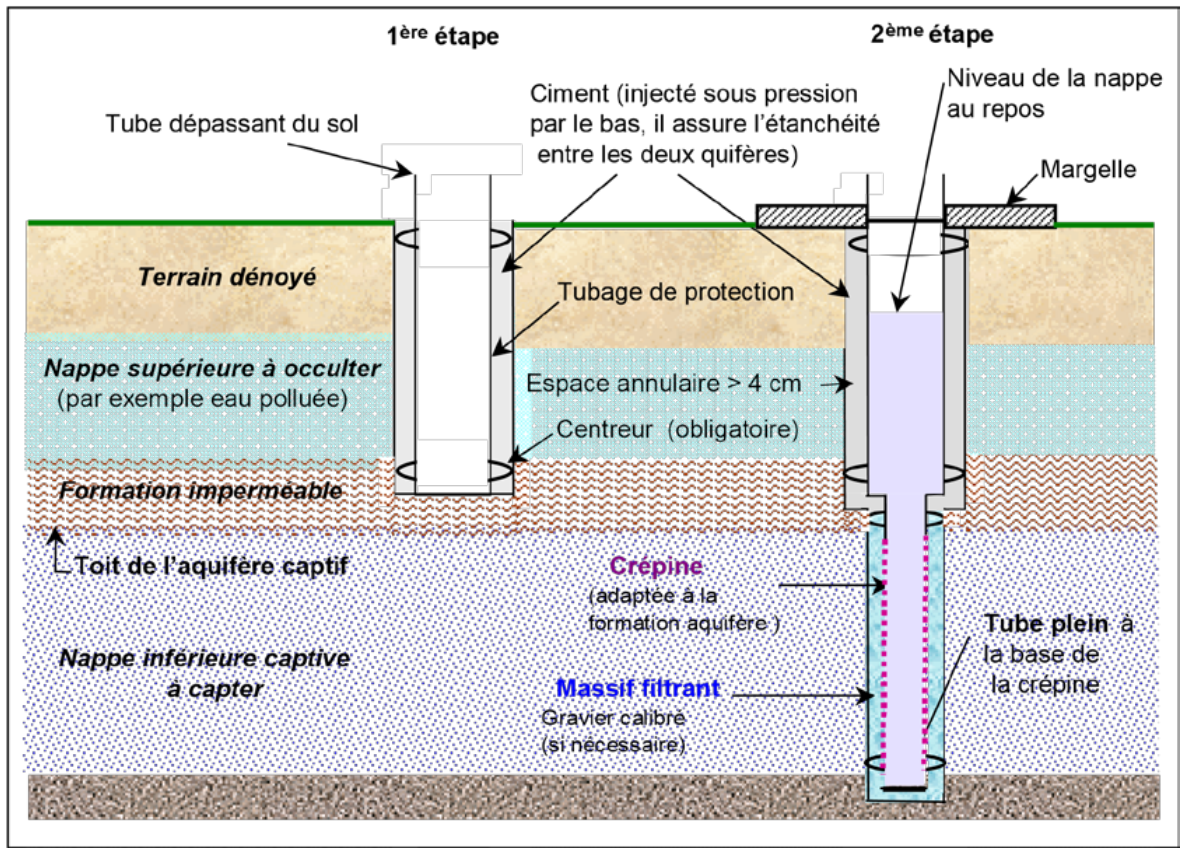 1ère étape
2ème étape
Tube dépassant du sol
Ciment (injecté sous pression
par le bas, il assure l'étanchéité
entre les deux quifères)
Niveau de la nappe
au repos
Margelle
Terrain dénoyé
Tubage de protection
Nappe supérieure à occulter
(par exemple eau polluée)
Espace annulaire > 4 cm
Centreur (obligatoire)
Formation imperméable
Toit de l'aquifère captif
Crépine
(adaptée à la
formation aquifère )
Nappe inférieure captive
à capter
Massif filtrant
Gravier calibré
(si nécessaire)
Tube plein à
la base de
la crépine